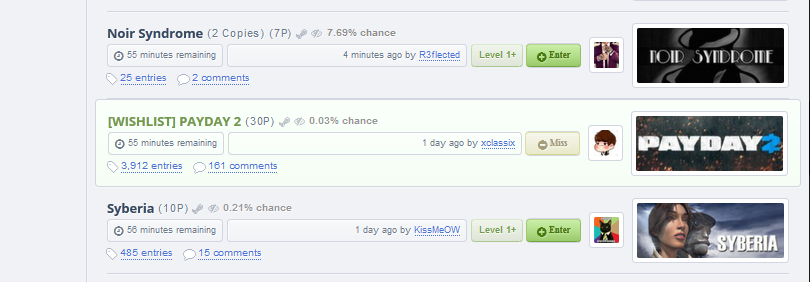 Noir Syndrome (2 Copies) (7P) 7.69% chance
55 minutes remaining 4 minutes ago by R3flected Level 1+ Enter
25 entries 2 comments
NOIR SYNDROME
[WISHLIST] PAYDAY 2 (30P) 0.03% chance
55 minutes remaining 1 day ago by xclassix Miss
3,912 entries 161 comments
PAYDAY2
Syberia (10P) 0.21% chance
56 minutes remaining 1 day ago by KissMeOW Level 1+ Enter
485 entries 15 comments
SYBERIA